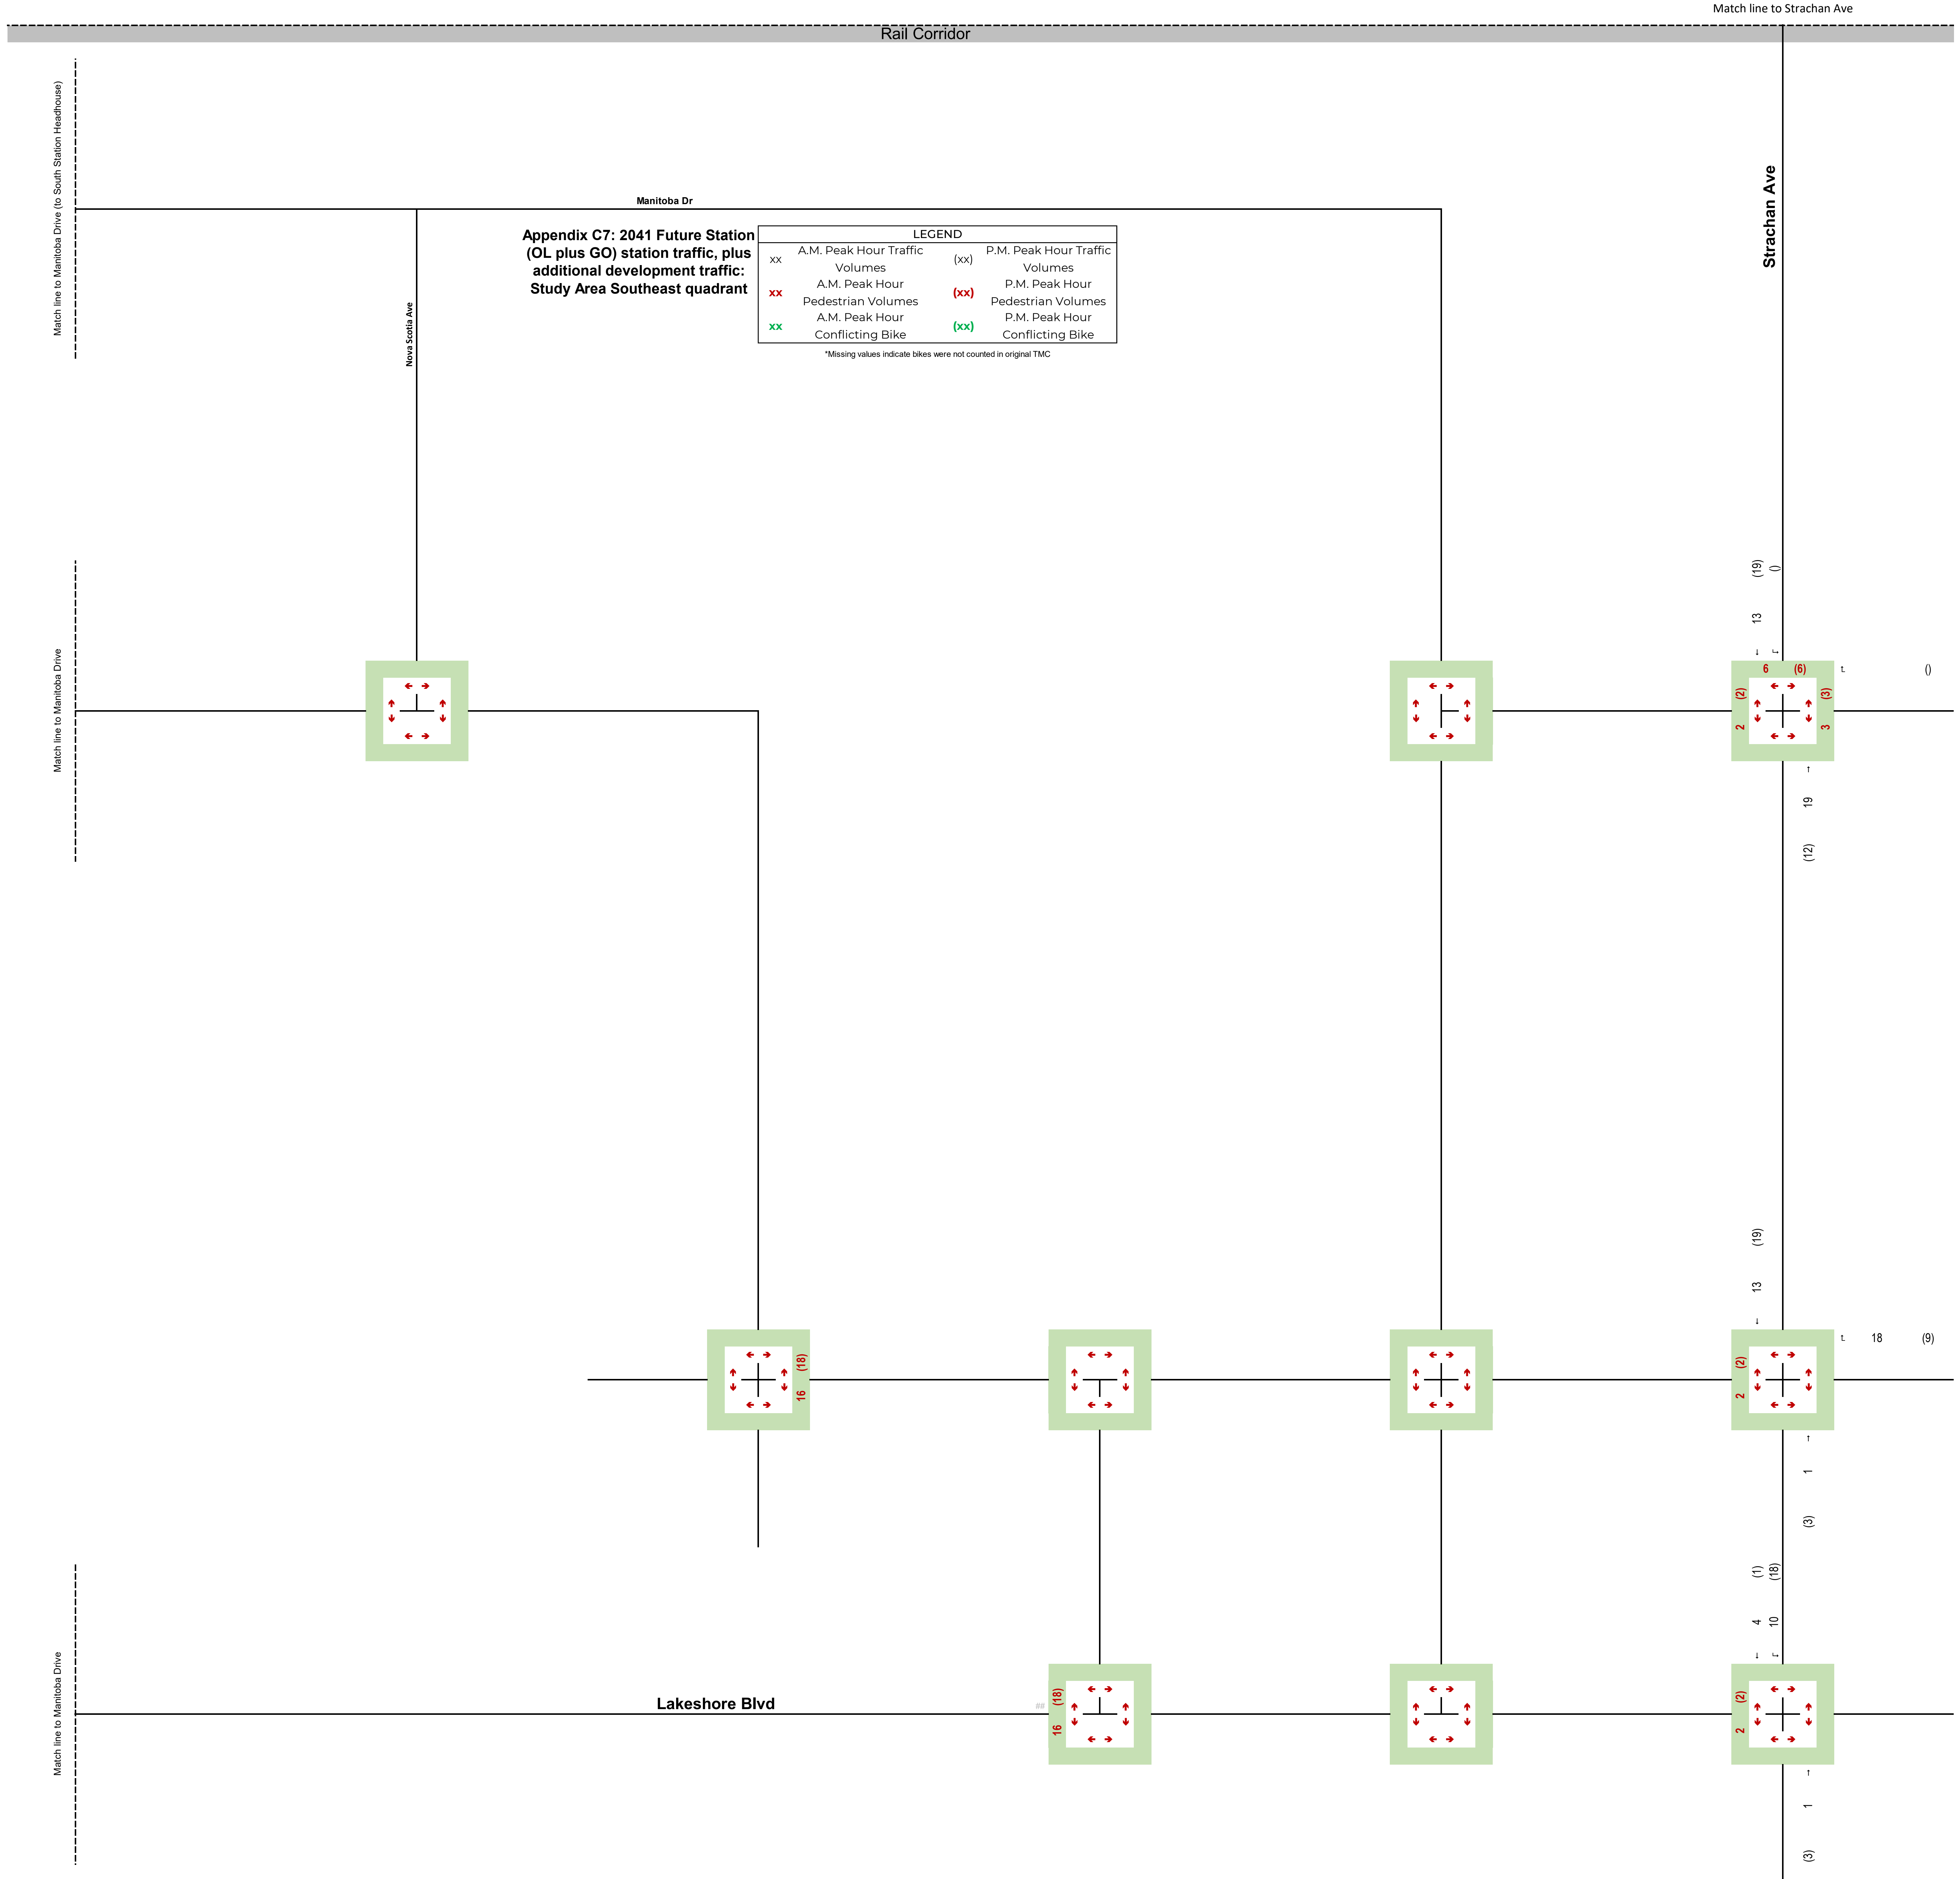 Match line to Strachan Ave
Rail Corridor
Match line to Manitoba Drive (to South Station Headhouse)
Strachan Ave
Manitoba Dr
Nova Scotia Ave
Appendix C7: 2041 Future Station
(OL plus GO) station traffic, plus
additional development traffic:
Study Area Southeast quadrant
LEGEND
xx A.M. Peak Hour Traffic Volumes (xx) P.M. Peak Hour Traffic Volumes
xx A.M. Peak Hour Pedestrian Volumes (xx) P.M. Peak Hour Pedestrian Volumes
xx A.M. Peak Hour Conflicting Bike (xx) P.M. Peak Hour Conflicting Bike
*Missing values indicate bikes were not counted in original TMC
(19) ()
13
6 (6)
()
2 (2)
3 (3)
Match line to Manitoba Drive
19
(12)
(19)
13
18 (9)
16 (18)
2 (2)
1
(3)
(1) (18)
4 10
Match line to Manitoba Drive
Lakeshore Blvd
##
16 (18)
2 (2)
1
(3)